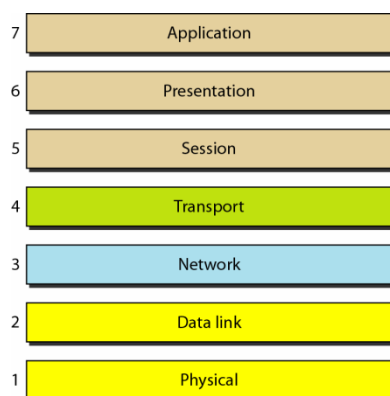 7 Application
6 Presentation
5 Session
4 Transport
3 Network
2 Data link
1 Physical